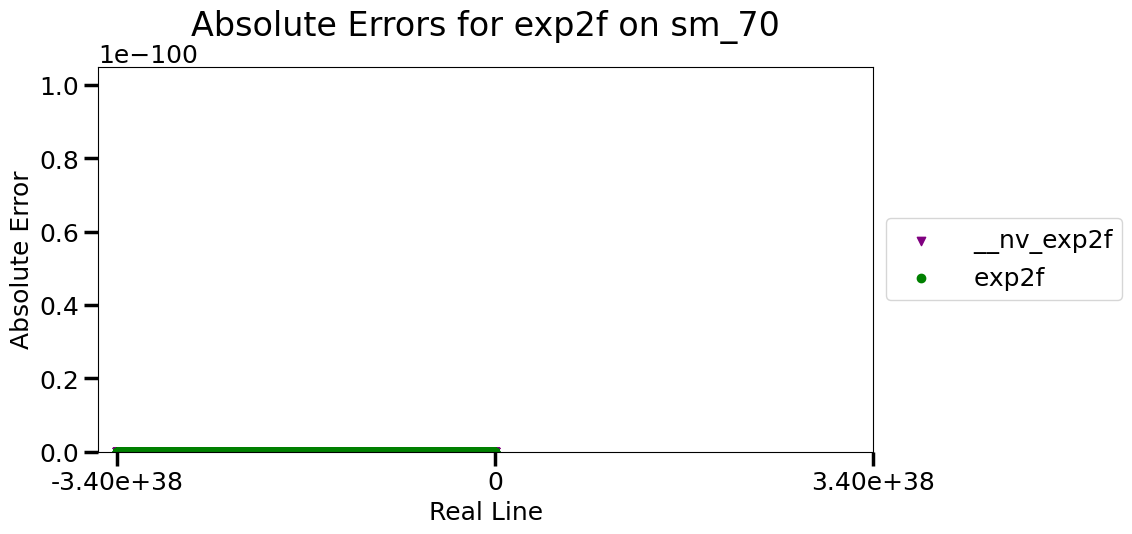 Absolute Errors for exp2f on sm_70
1e−100
1.0
0.8
0.6
0.4
0.2
0.0
Absolute Error
-3.40e+38
0
3.40e+38
Real Line
__nv_exp2f
exp2f